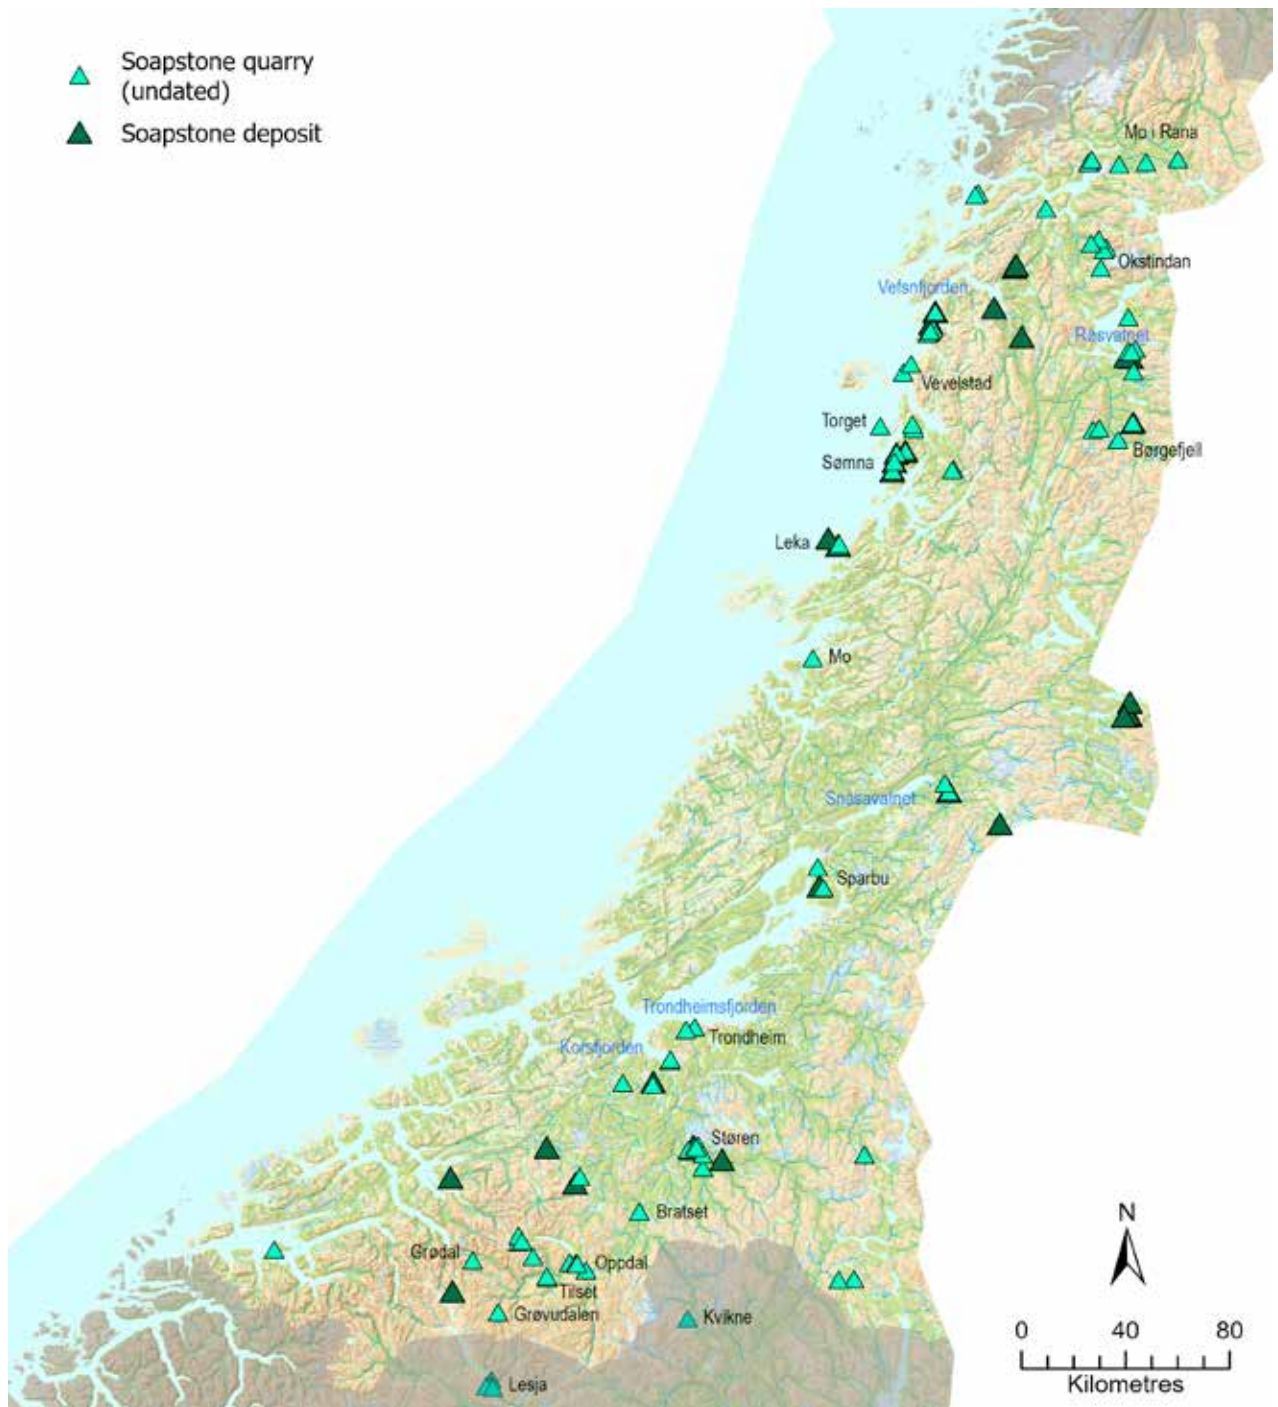 Soapstone quarry
(undated)
Soapstone deposit
Mo i Rana
Okstindan
Vefsnfjorden
Røsvatnet
Vevelstad
Torget
Sømna
Børgefjell
Leka
Mo
Snåsavatnet
Sparbu
Trondheimsfjorden
Trondheim
Korsfjorden
Støren
Bratset
Grødal
Oppdal
Tilset
Grøvudalen
Kvikne
Lesja
N
0 40 80
Kilometres